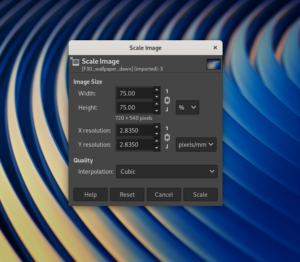 Scale Image
Scale Image
[F30_wallpaper_dawn] (imported)-3
Image Size
Width: 75.00
Height: 75.00 %
720 × 540 pixels
X resolution: 2.8350
Y resolution: 2.8350 pixels/mm
Quality
Interpolation: Cubic
Help Reset Cancel Scale